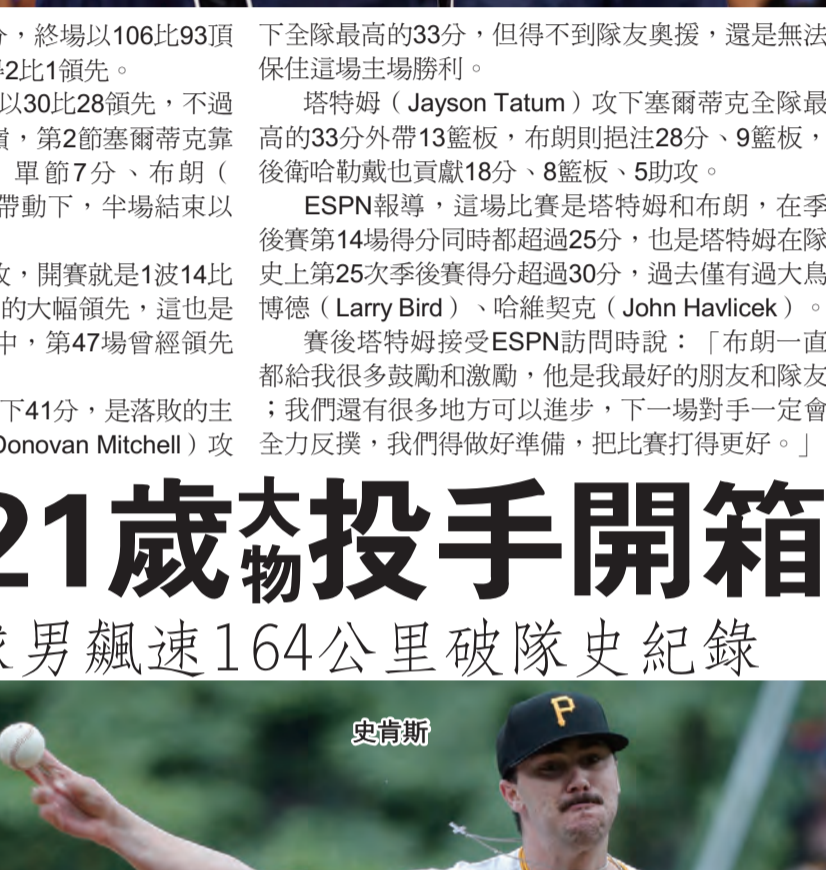 ，終場以106比93頂
2比1領先。
以30比28領先，不過
，第2節塞爾蒂克靠
單節7分、布朗（
帶動下，半場結束以
，開賽就是1波14比
的大幅領先，這也是
中，第47場曾經領先
下41分，是落敗的主
Donovan Mitchell）攻
下全隊最高的33分，但得不到隊友奧援，還是無法
保住這場主場勝利。
塔特姆（Jayson Tatum）攻下塞爾蒂克全隊最
高的33分外帶13籃板，布朗則挹注28分、9籃板，
後衛哈勒戴也貢獻18分、8籃板、5助攻。
ESPN報導，這場比賽是塔特姆和布朗，在季
後賽第14場得分同時都超過25分，也是塔特姆在隊
史上第25次季後賽得分超過30分，過去僅有過大鳥
博德（Larry Bird）、哈維契克（John Havlicek）。
賽後塔特姆接受ESPN訪問時說：「布朗一直
都給我很多鼓勵和激勵，他是我最好的朋友和隊友
；我們還有很多地方可以進步，下一場對手一定會
全力反撲，我們得做好準備，把比賽打得更好。」
21歲大物投手開箱
男飆速164公里破隊史紀錄
史肯斯
P